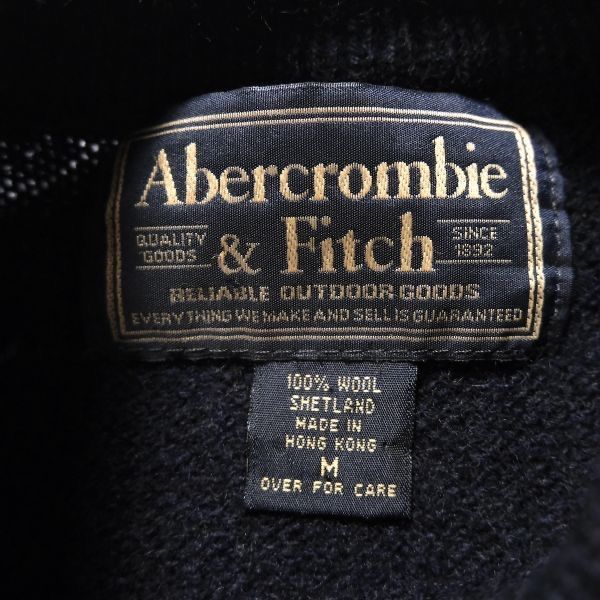 Abercrombie
QUALITY GOODS & Fitch SINCE 1892
RELIABLE OUTDOOR GOODS
EVERYTHING WE MAKE AND SELL IS GUARANTEED
100% WOOL
SHETLAND
MADE IN
HONG KONG
M
OVER FOR CARE